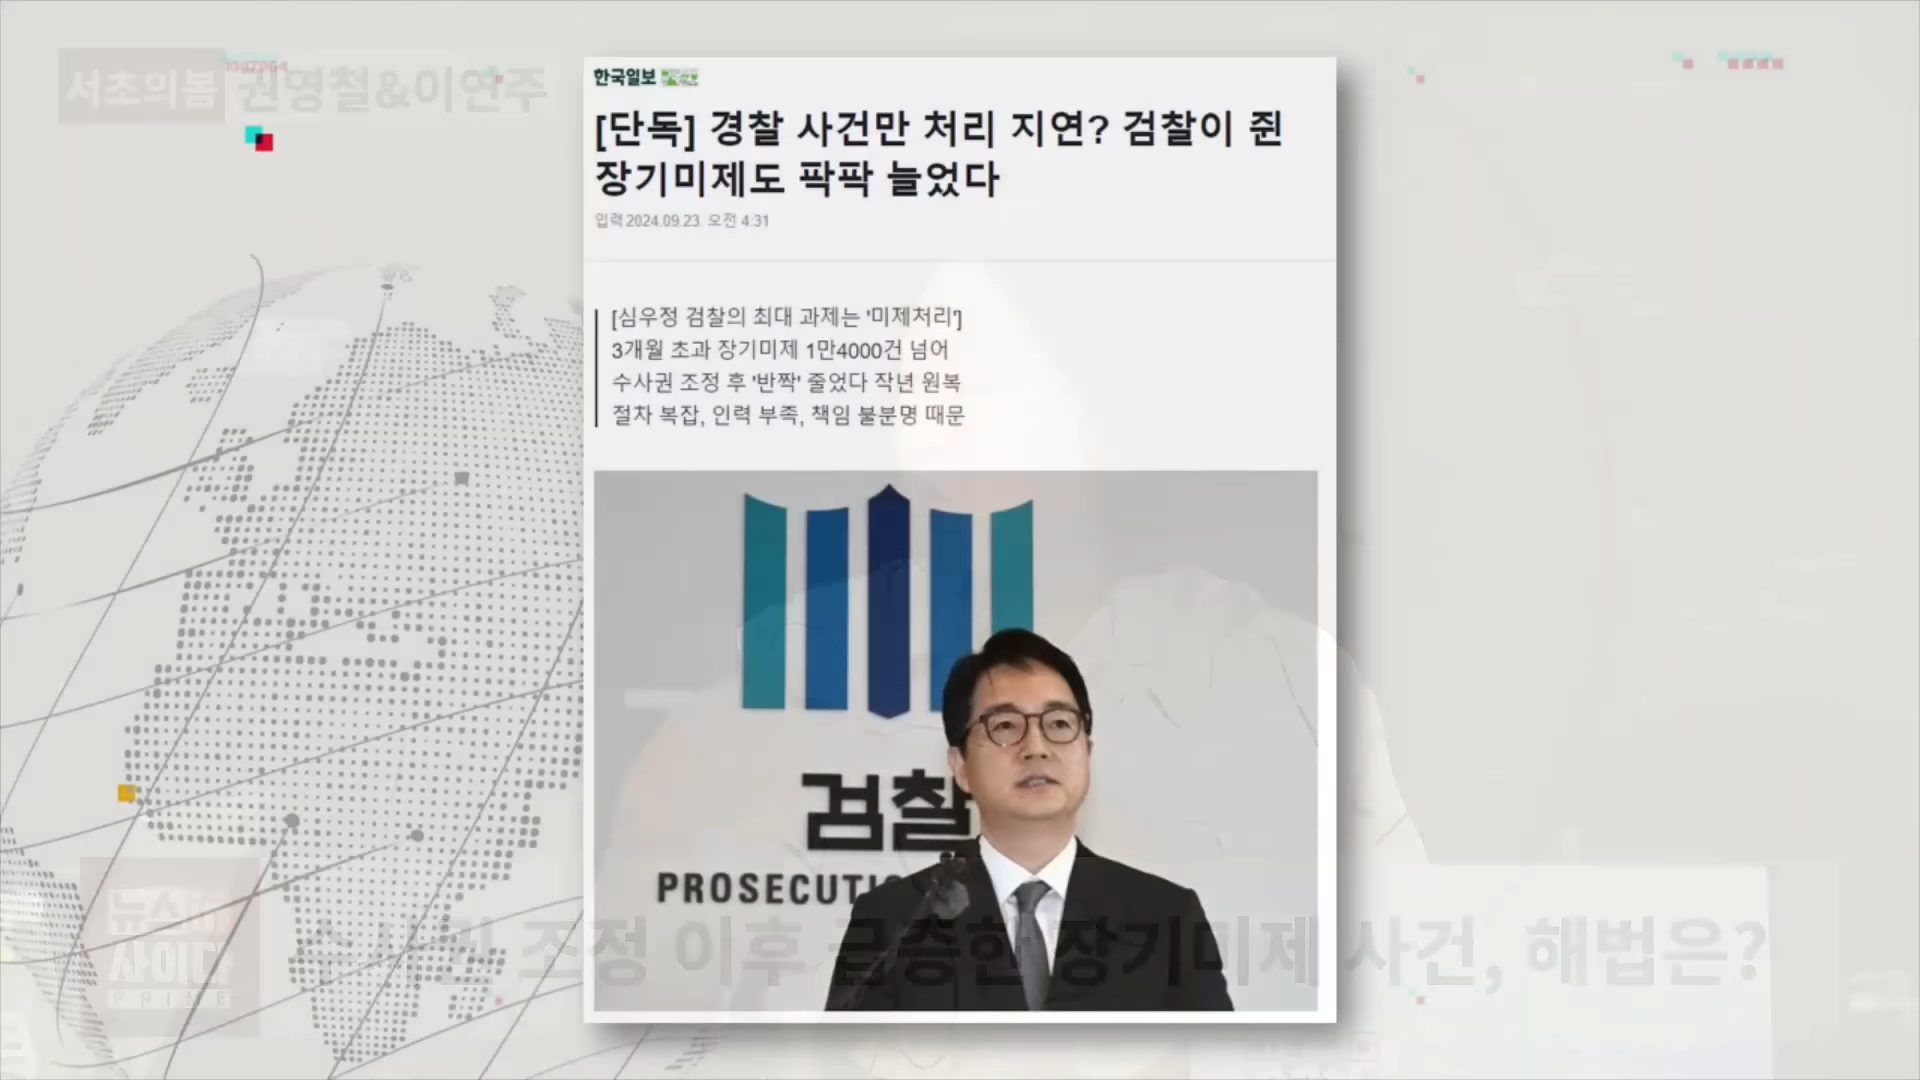 서초의봄 권영철&이연주
한국일보
[단독] 경찰 사건만 처리 지연? 검찰이 쥔
장기미제도 팍팍 늘었다
입력 2024.09.23. 오전 4:31
[심우정 검찰의 최대 과제는 '미제처리']
3개월 초과 장기미제 1만4000건 넘어
수사권 조정 후 '반짝' 줄었다 작년 원복
절차 복잡, 인력 부족, 책임 불분명 때문
검찰
PROSECUTI
뉴스in
사이다
PRIME
수사권 조정 이후 급증한 장기미제 사건, 해법은?